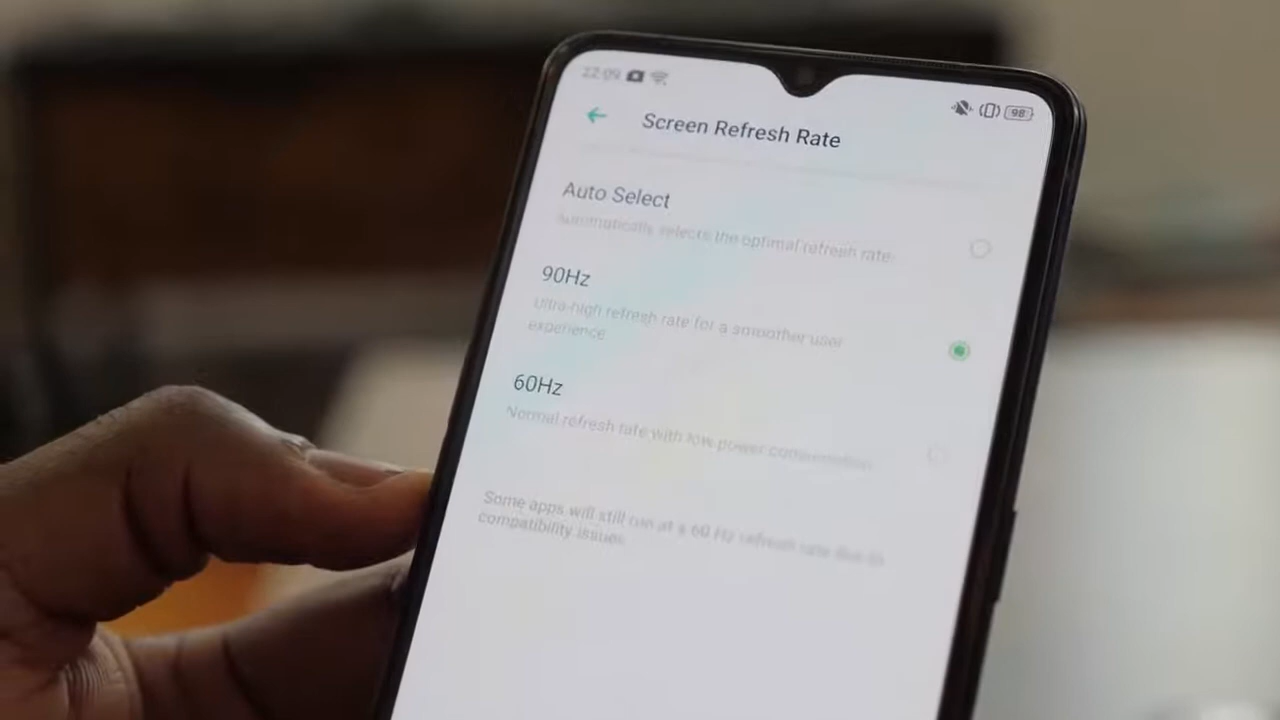 22:09
98
Screen Refresh Rate
Auto Select
Automatically selects the optimal refresh rate
90Hz
Ultra-high refresh rate for a smoother user
experience
60Hz
Normal refresh rate with low power consumption
Some apps will still run at a 60 Hz refresh rate due to
compatibility issues